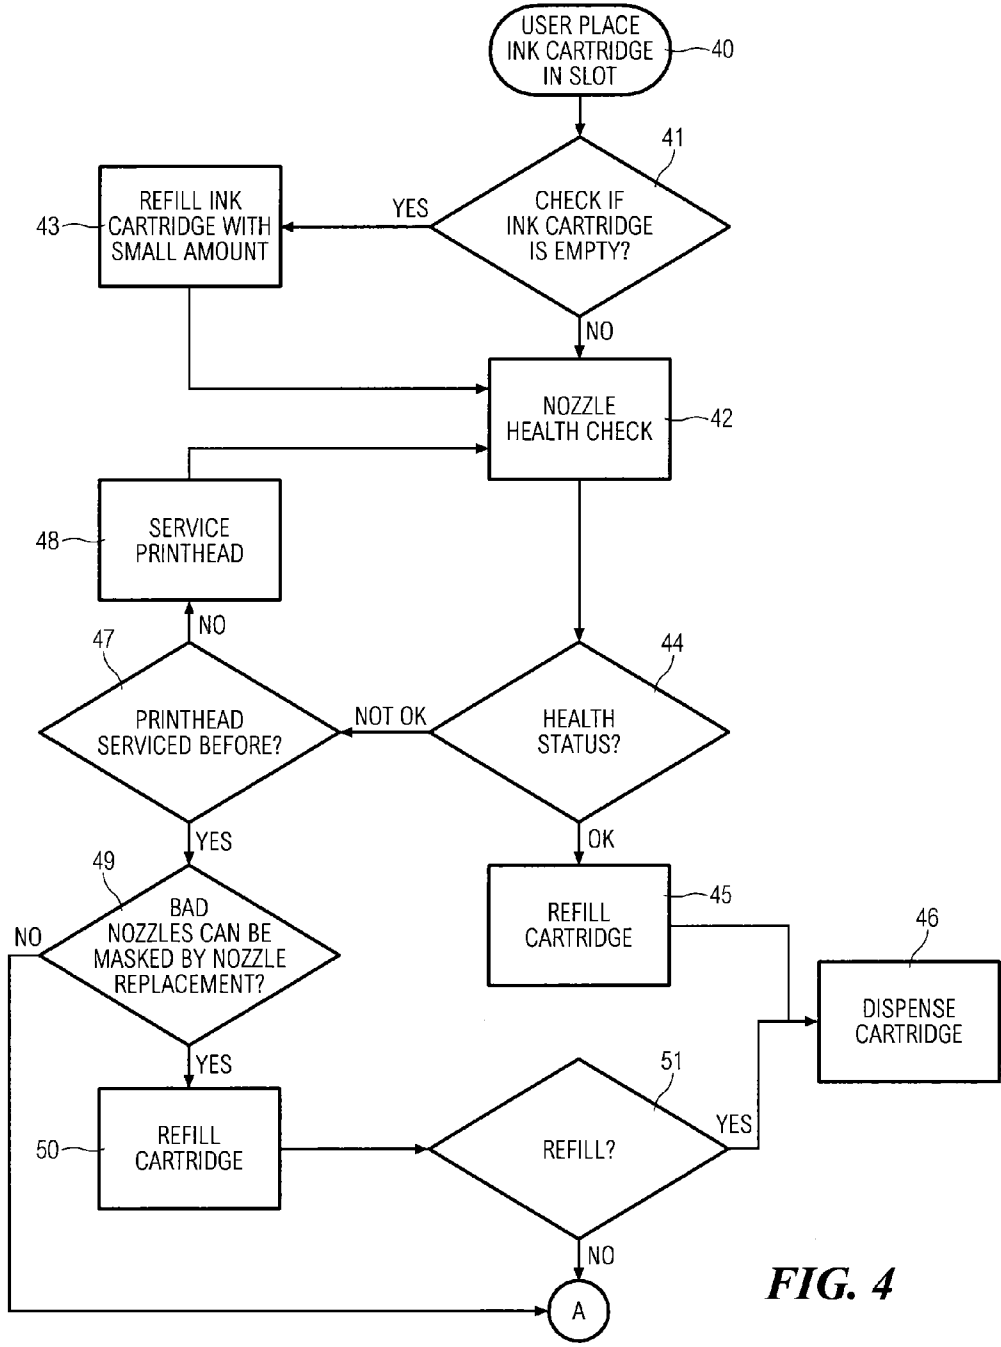 USER PLACE
INK CARTRIDGE
IN SLOT
40
41
CHECK IF
INK CARTRIDGE
IS EMPTY?
YES
43
REFILL INK
CARTRIDGE WITH
SMALL AMOUNT
NO
NOZZLE
HEALTH CHECK
42
48
SERVICE
PRINTHEAD
NO
47
PRINTHEAD
SERVICED BEFORE?
NOT OK
44
HEALTH
STATUS?
YES
OK
49
BAD
NOZZLES CAN BE
MASKED BY NOZZLE
REPLACEMENT?
NO
45
REFILL
CARTRIDGE
46
DISPENSE
CARTRIDGE
YES
50
REFILL
CARTRIDGE
51
REFILL?
YES
NO
A
FIG. 4